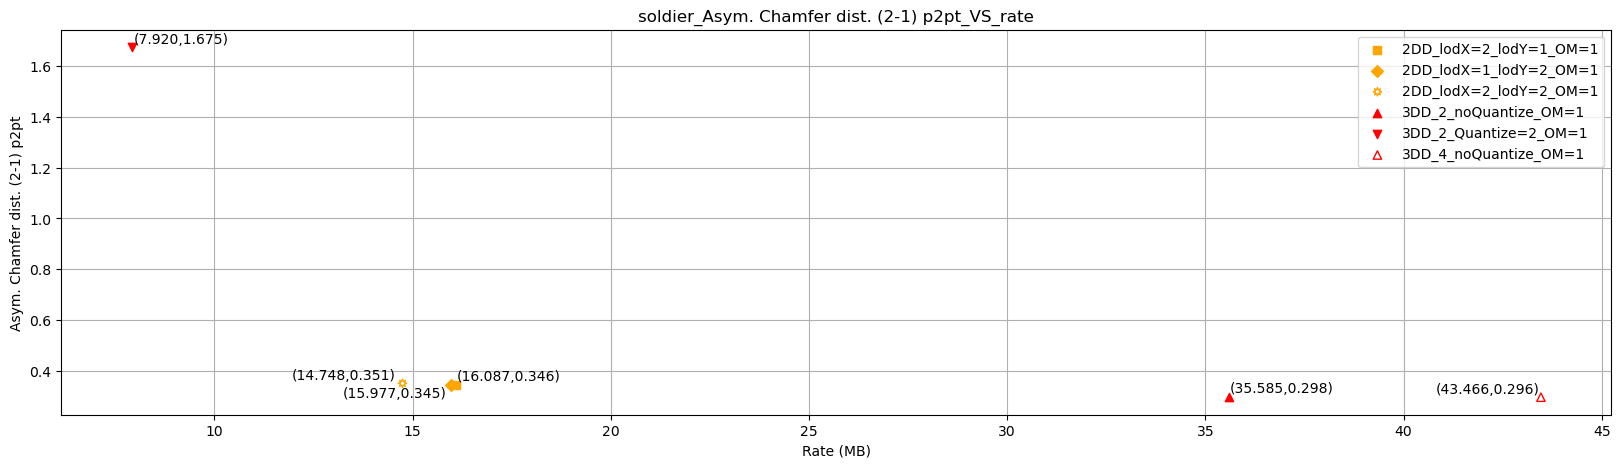 soldier_Asym. Chamfer dist. (2-1) p2pt_VS_rate
(7.920,1.675)
2DD_lodX=2_lodY=1_OM=1
2DD_lodX=1_lodY=2_OM=1
2DD_lodX=2_lodY=2_OM=1
3DD_2_noQuantize_OM=1
3DD_2_Quantize=2_OM=1
3DD_4_noQuantize_OM=1
Asym. Chamfer dist. (2-1) p2pt
1.6
1.4
1.2
1.0
0.8
0.6
0.4
(14.748,0.351)
(16.087,0.346)
(15.977,0.345)
(35.585,0.298)
(43.466,0.296)
10
15
20
25
30
35
40
45
Rate (MB)